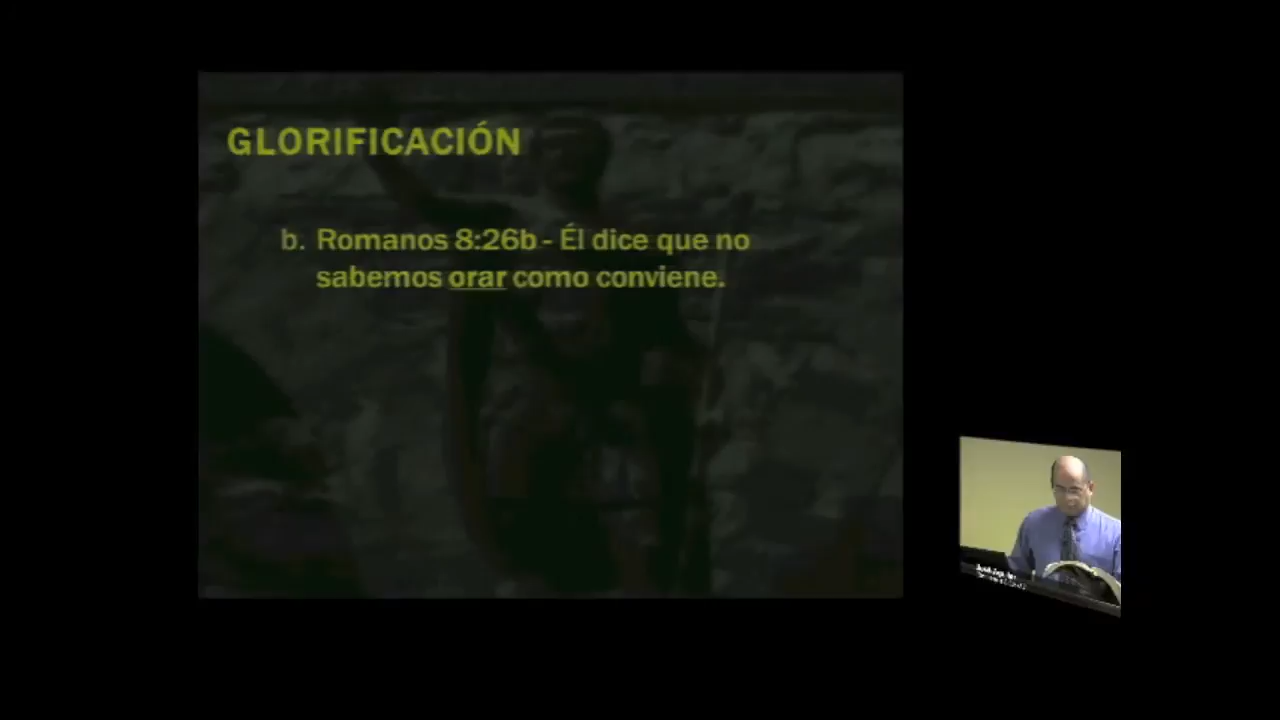 GLORIFICACIÓN
b. Romanos 8:26b - Él dice que no
sabemos orar como conviene.